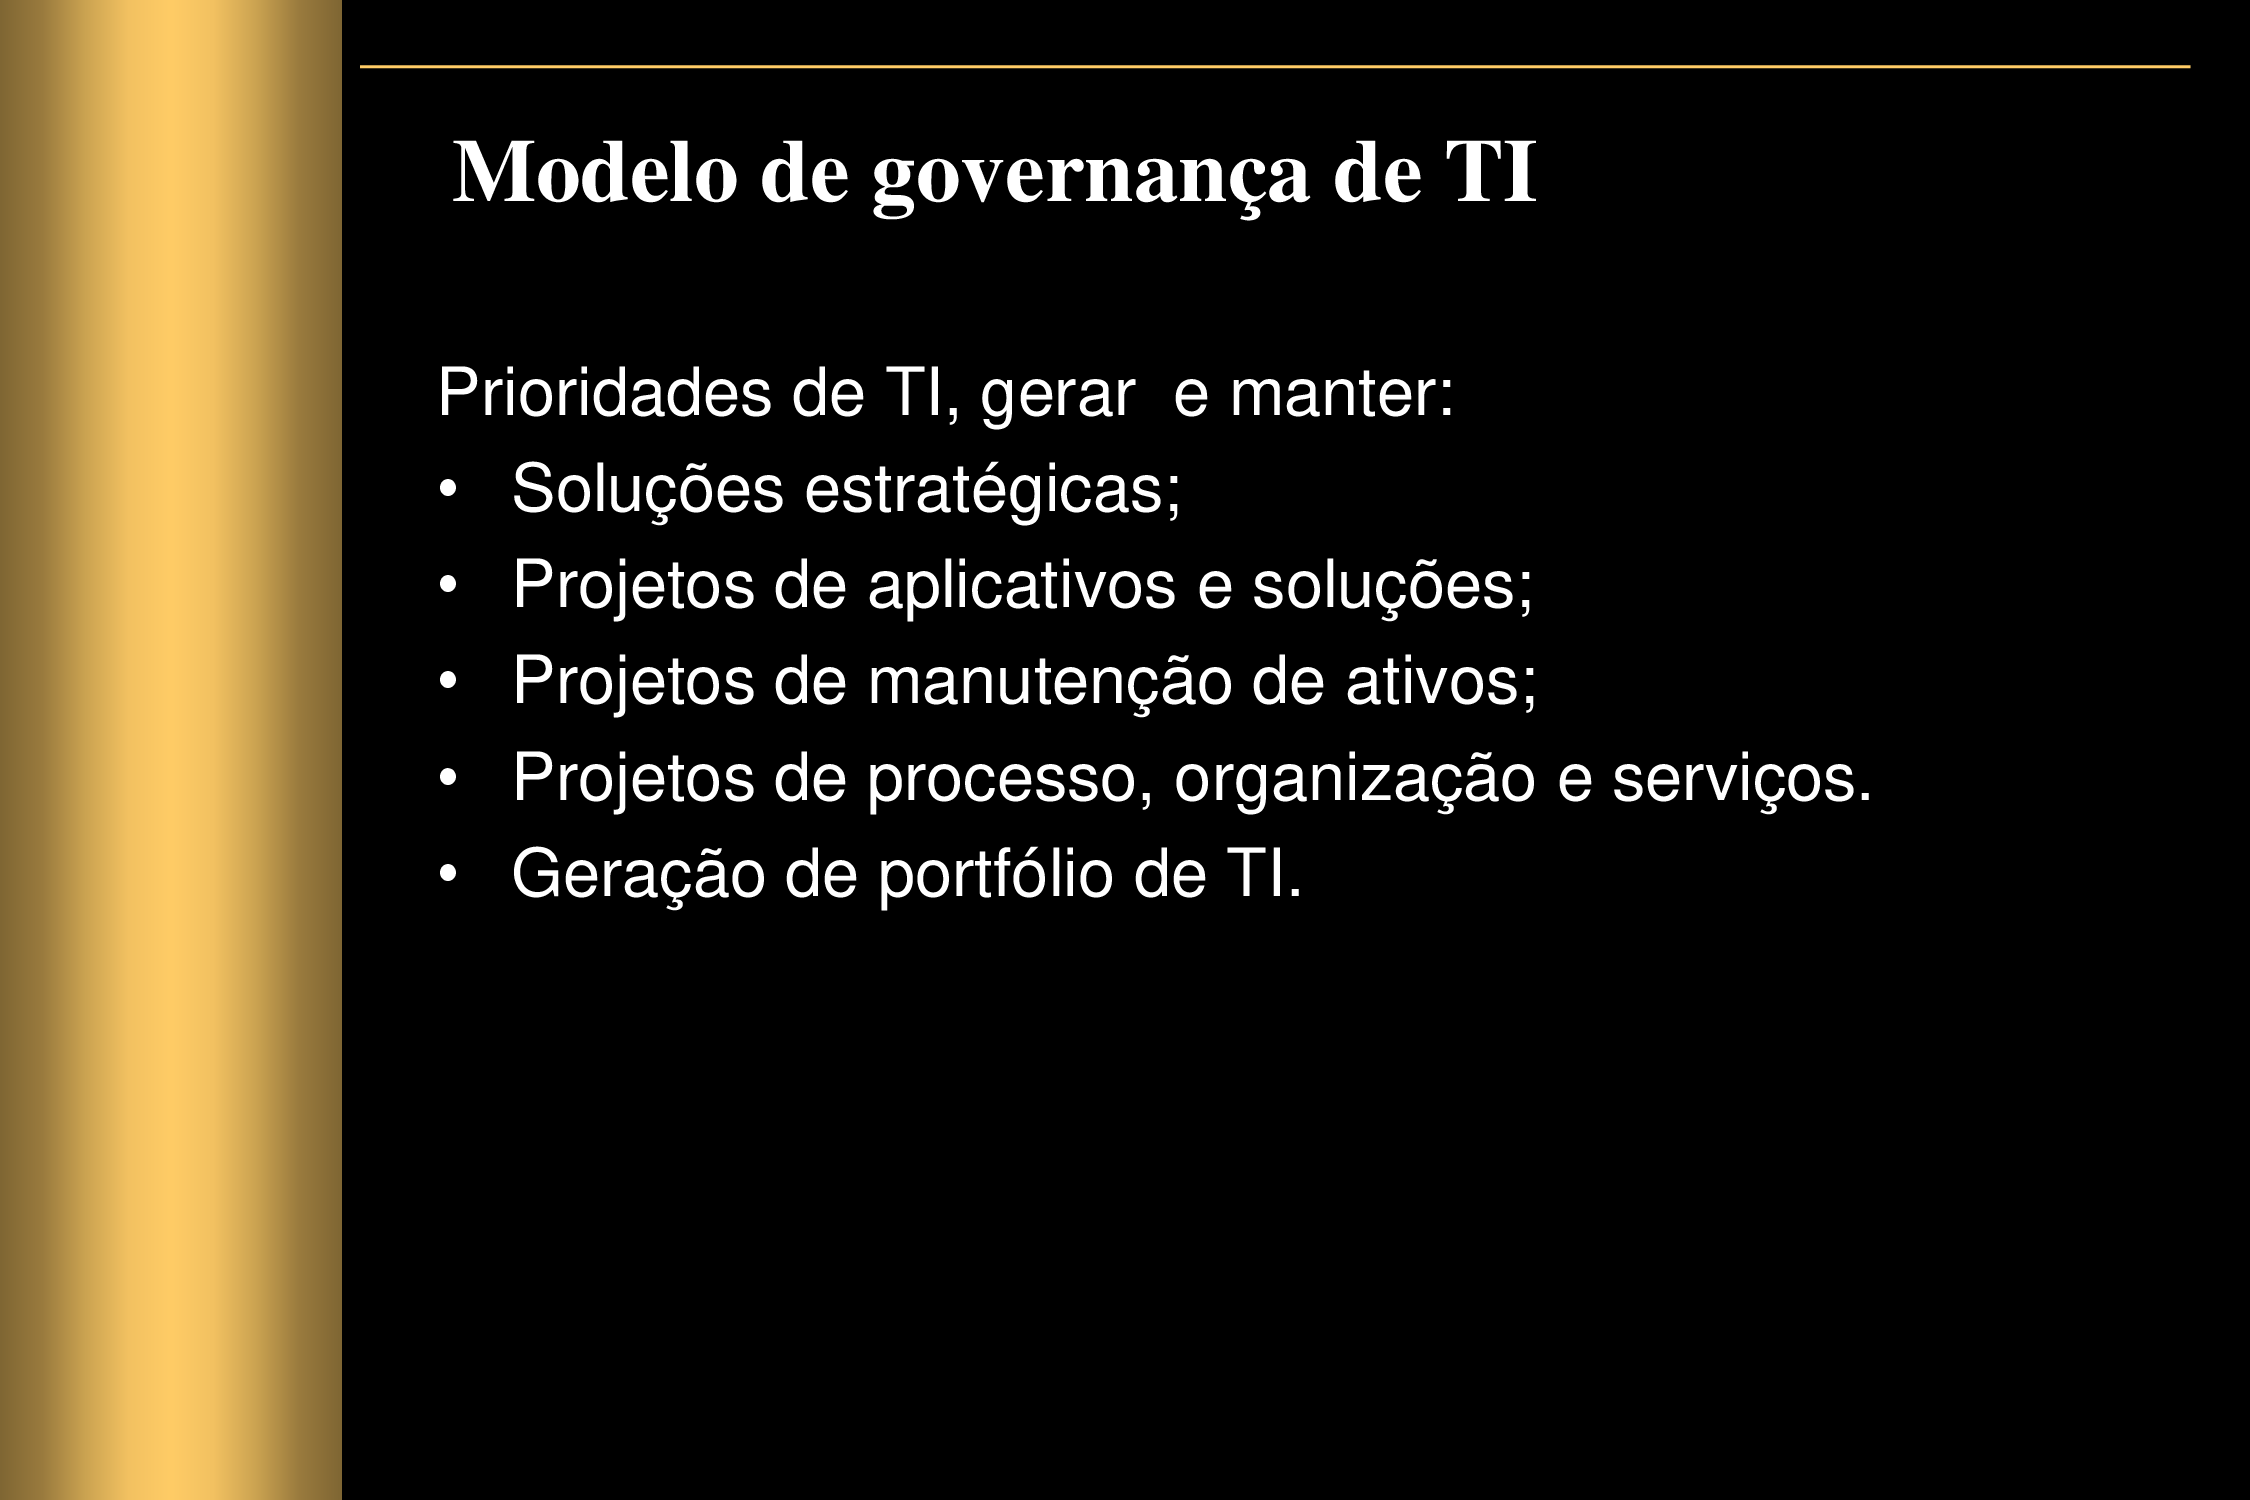 Modelo de governança de TI
Prioridades de TI, gerar  e manter:
• Soluções estratégicas;
• Projetos de aplicativos e soluções;
• Projetos de manutenção de ativos;
• Projetos de processo, organização e serviços.
• Geração de portfólio de TI.